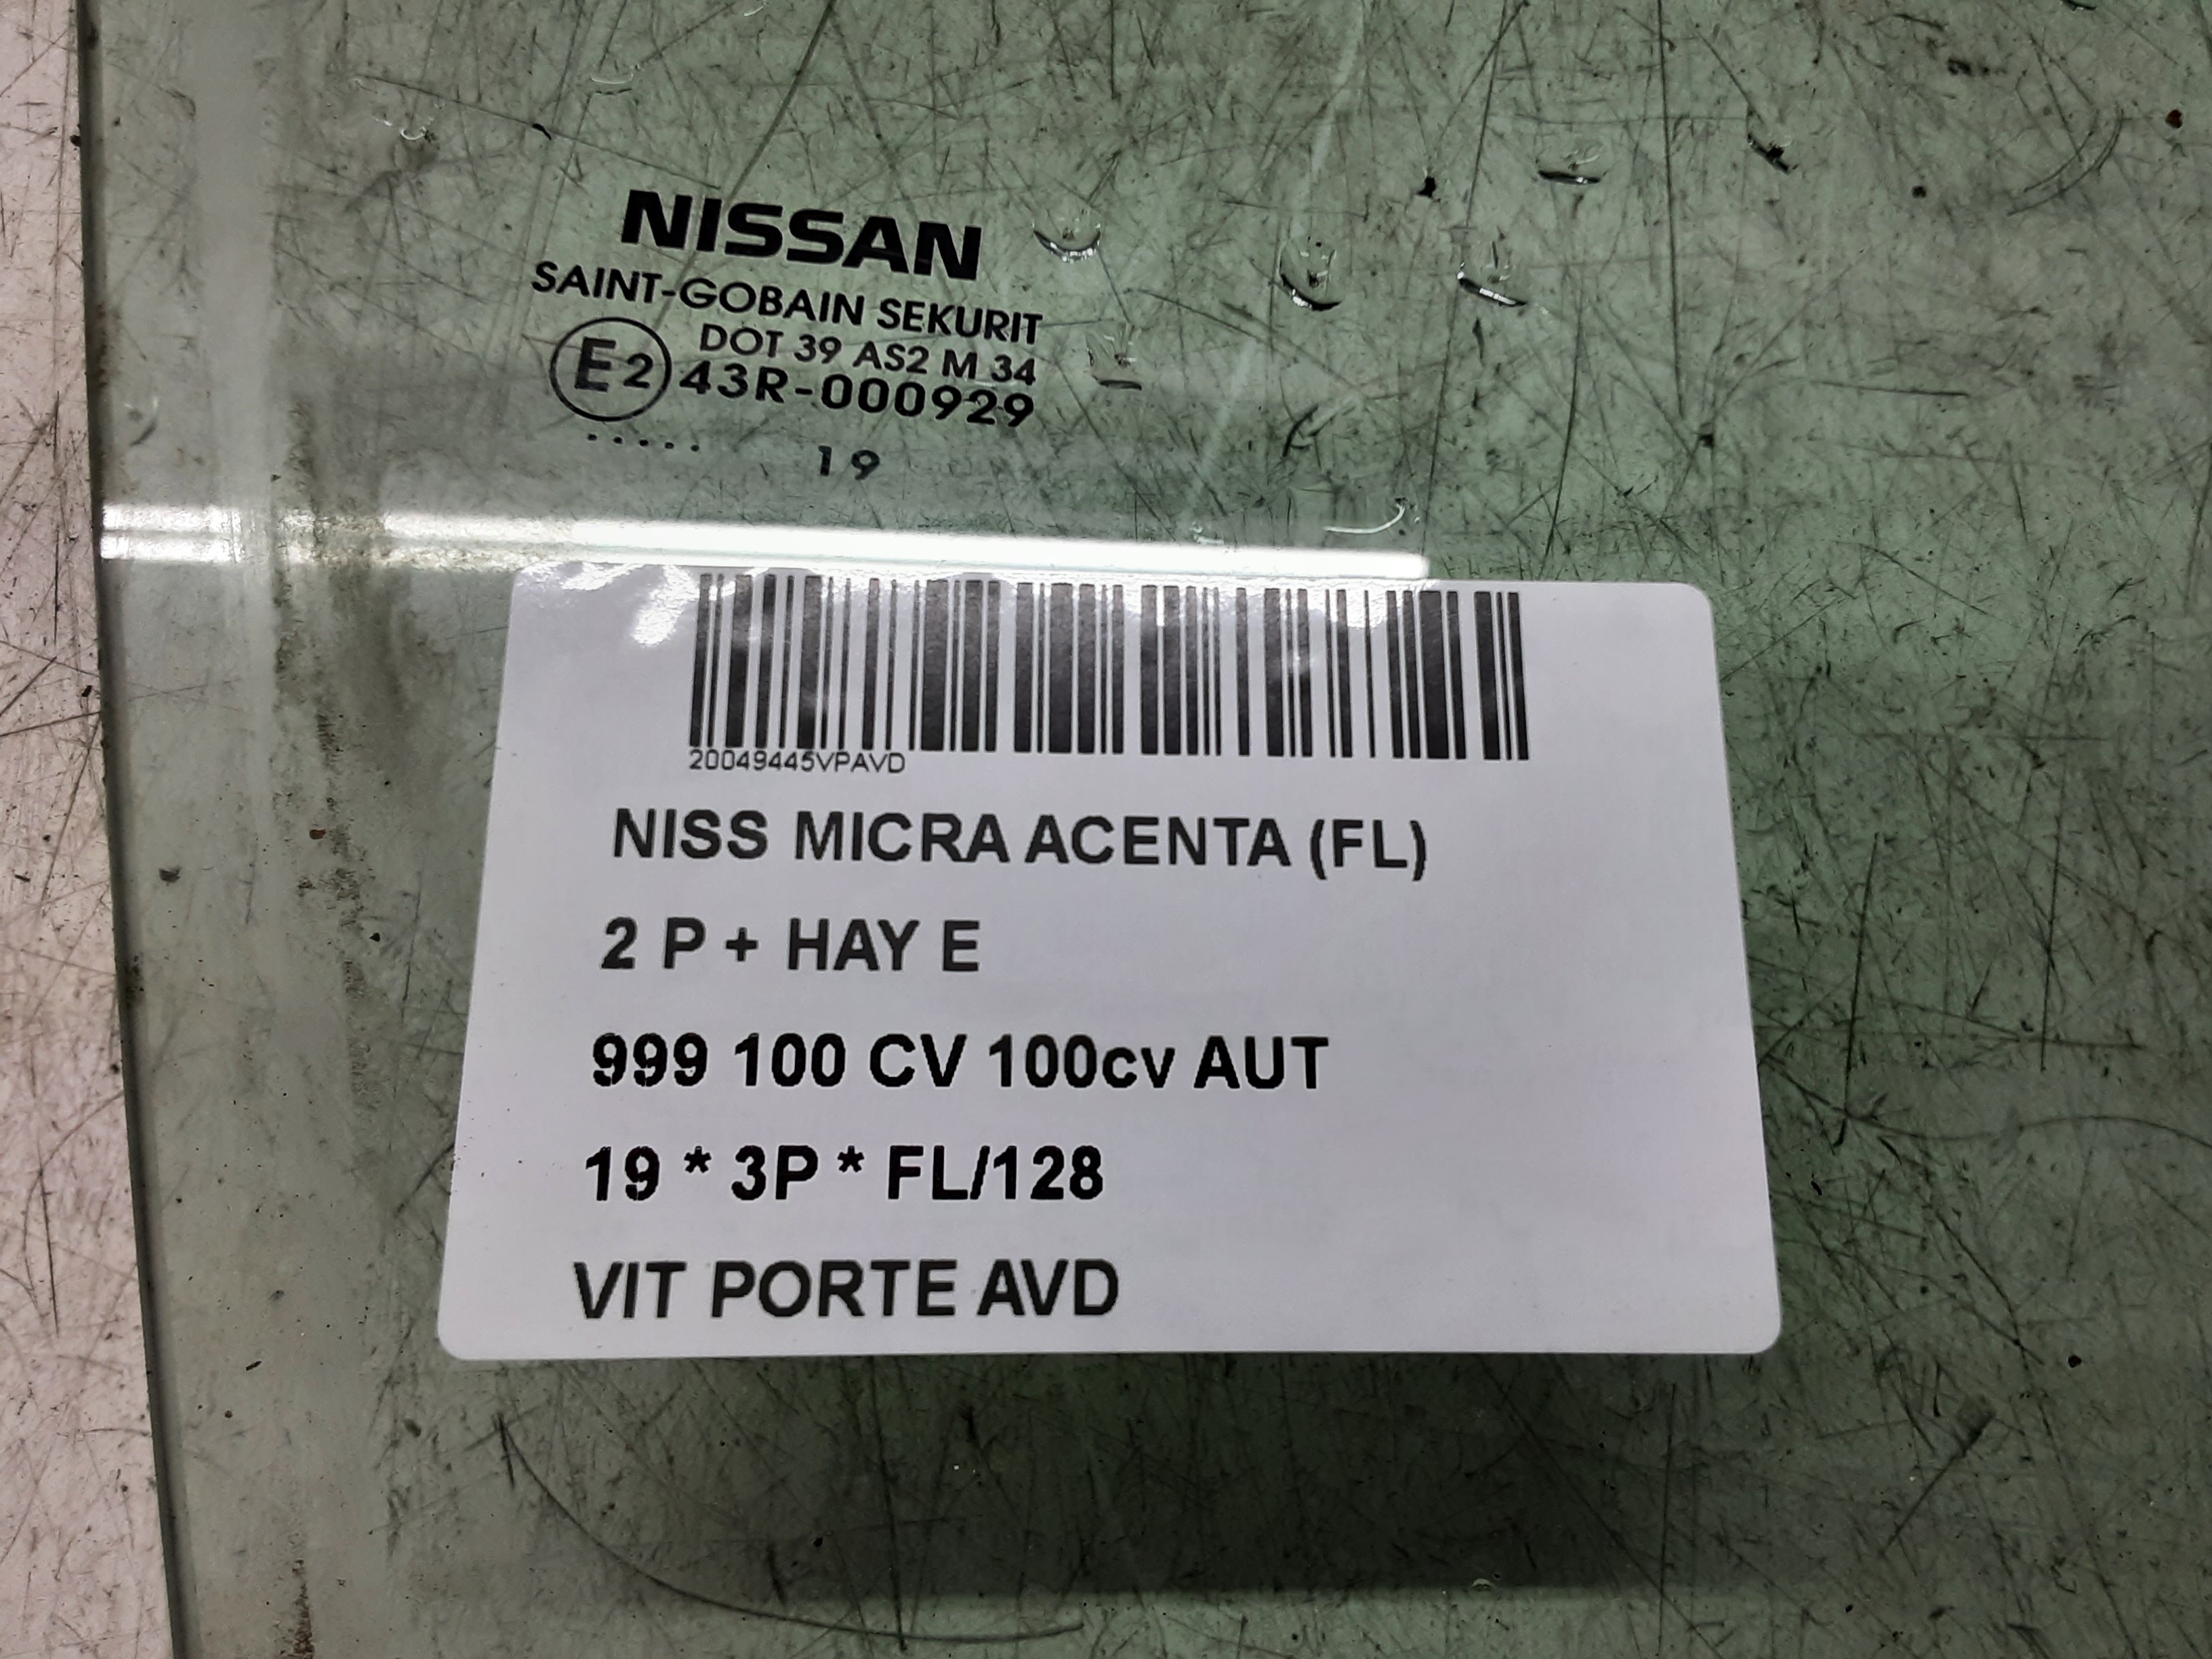 NISSAN
SAINT-GOBAIN SEKURIT
DOT 39 AS2 M 34
E2 43R-000929
..... 19
20049445VPAVD
NISS MICRA ACENTA (FL)
2 P + HAY E
999 100 CV 100cv AUT
19 * 3P * FL/128
VIT PORTE AVD